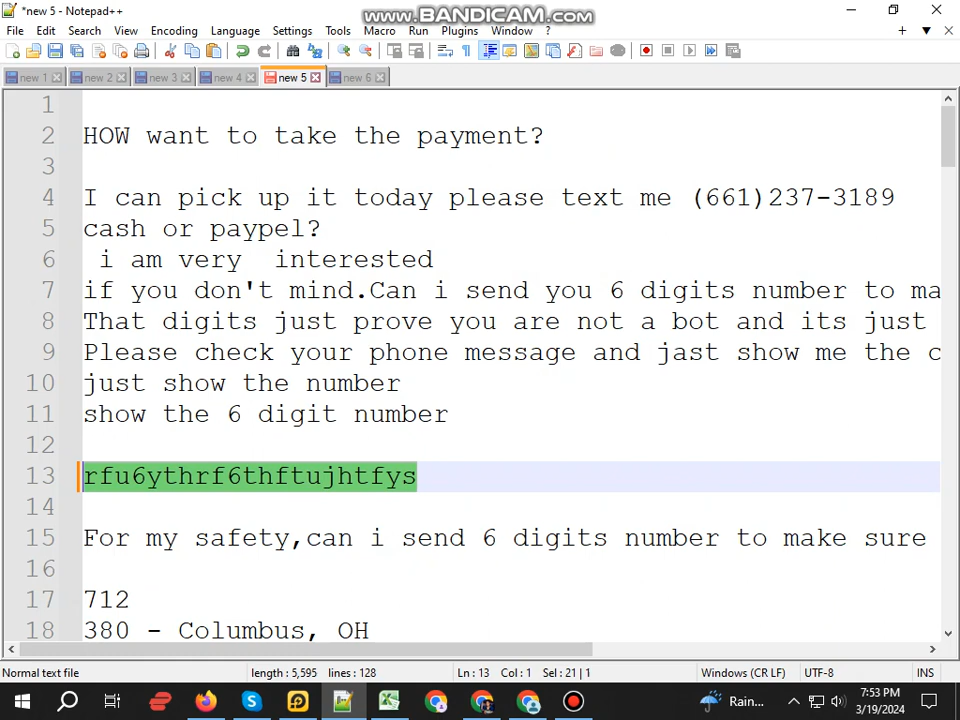 *new 5 - Notepad++
www.BANDICAM.com
File Edit Search View Encoding Language Settings Tools Macro Run Plugins Window ?
new 1 new 2 new 3 new 4 new 5 new 6
1
2 HOW want to take the payment?
3
4 I can pick up it today please text me (661)237-3189
5 cash or paypel?
6 i am very interested
7 if you don't mind.Can i send you 6 digits number to ma
8 That digits just prove you are not a bot and its just
9 Please check your phone message and jast show me the c
10 just show the number
11 show the 6 digit number
12
13 rfu6ythrf6thftujhtfys
14
15 For my safety,can i send 6 digits number to make sure
16
17 712
18 380 - Columbus, OH
Normal text file length : 5,595 lines : 128 Ln : 13 Col : 1 Sel : 21 | 1 Windows (CR LF) UTF-8 INS
Rain...
7:53 PM
3/19/2024